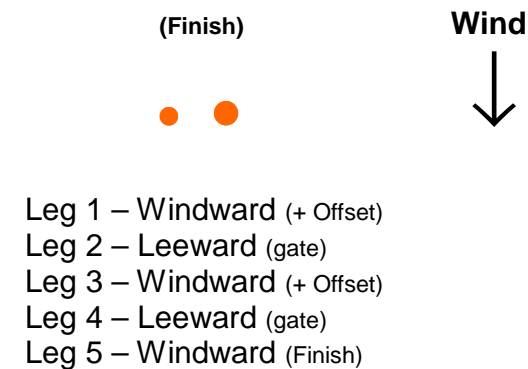 (Finish) Wind
Leg 1 – Windward (+ Offset)
Leg 2 – Leeward (gate)
Leg 3 – Windward (+ Offset)
Leg 4 – Leeward (gate)
Leg 5 – Windward (Finish)